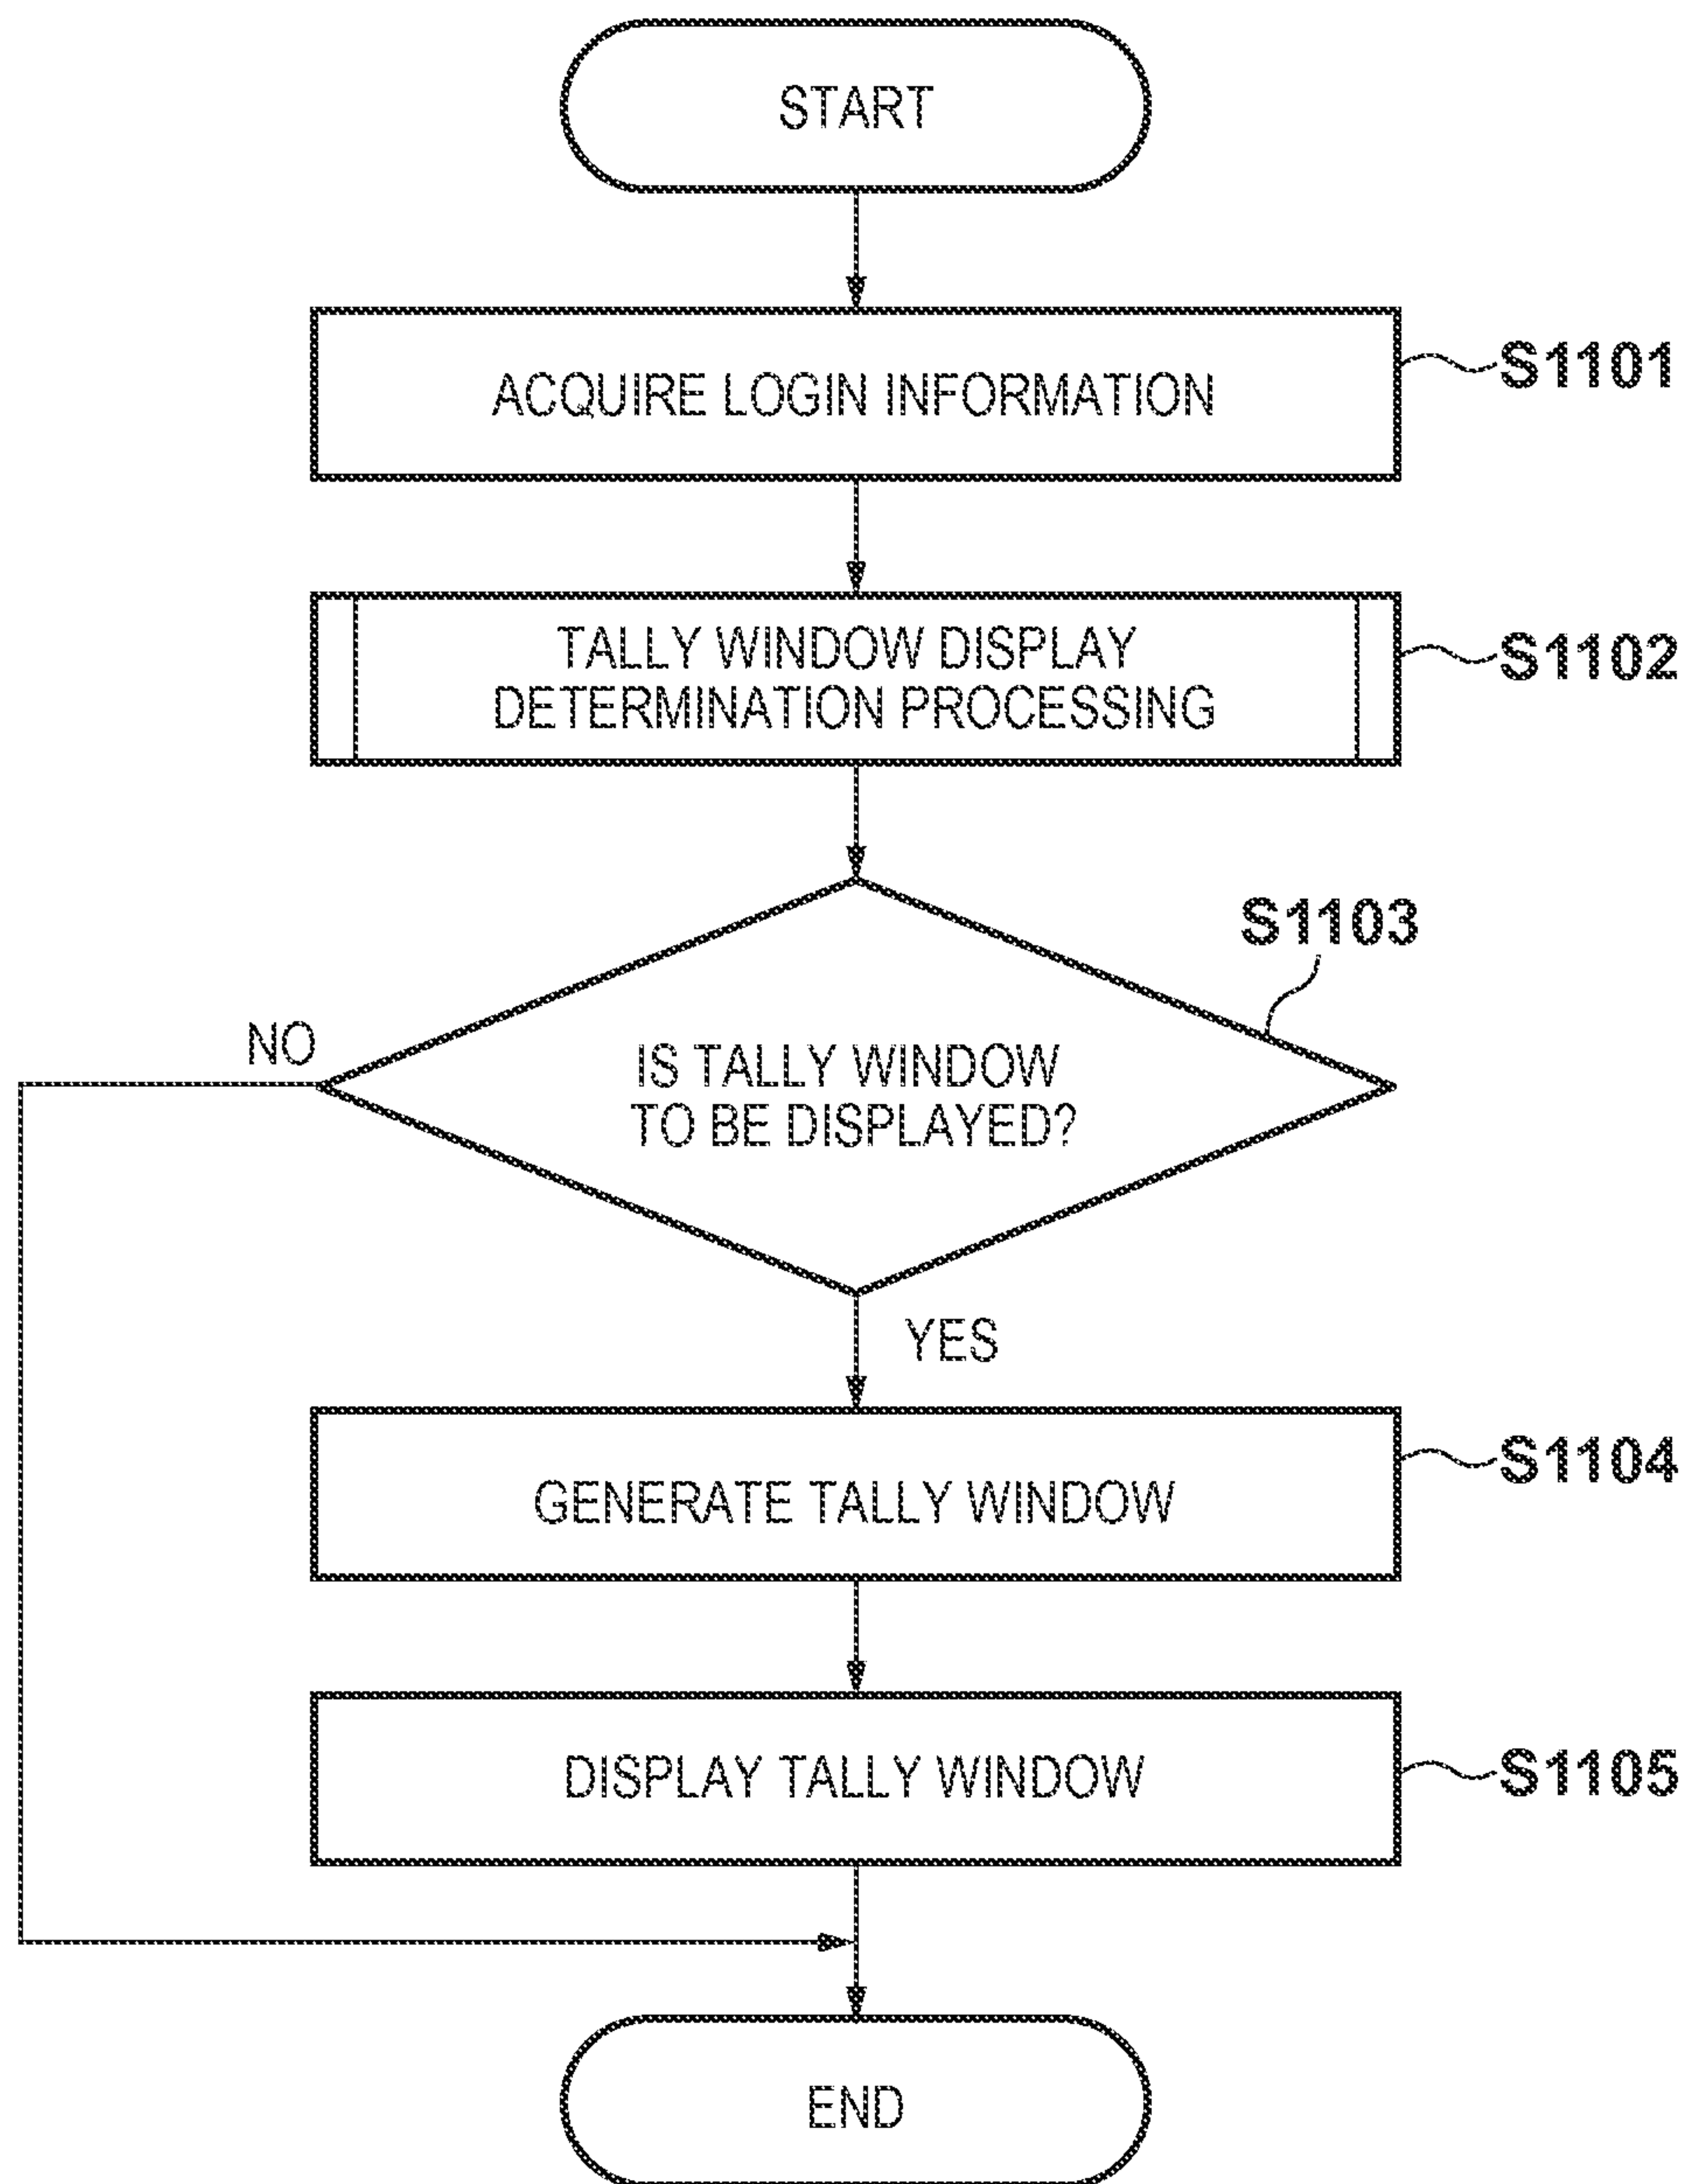 START
ACQUIRE LOGIN INFORMATION
S1101
TALLY WINDOW DISPLAY
DETERMINATION PROCESSING
S1102
S1103
NO
IS TALLY WINDOW
TO BE DISPLAYED?
YES
GENERATE TALLY WINDOW
S1104
DISPLAY TALLY WINDOW
S1105
END